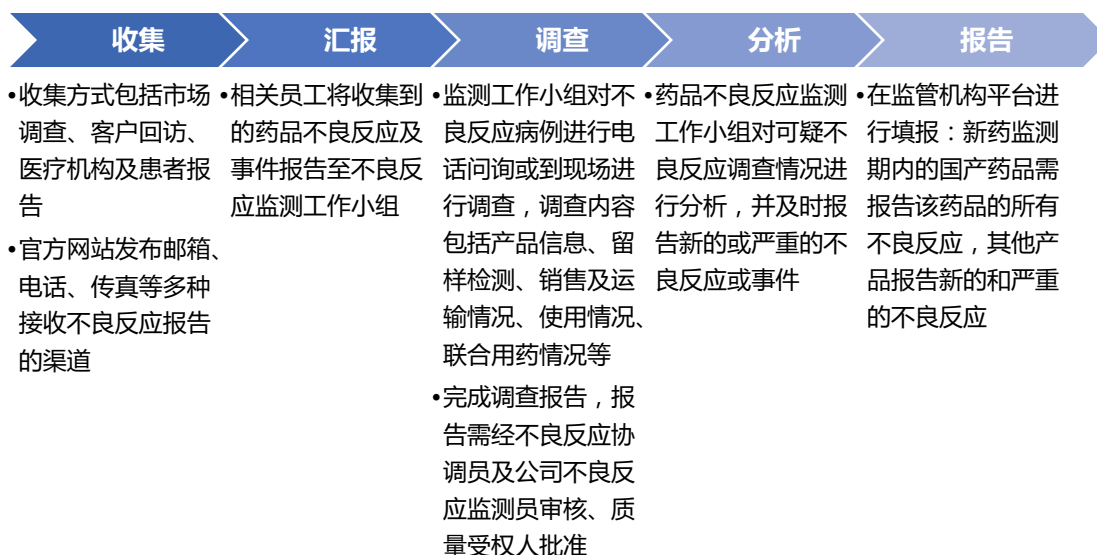 收集
汇报
调查
分析
报告
•收集方式包括市场
调查、客户回访、
医疗机构及患者报
告
•官方网站发布邮箱、
电话、传真等多种
接收不良反应报告
的渠道
•相关员工将收集到
的药品不良反应及
事件报告至不良反
应监测工作小组
•监测工作小组对不
良反应病例进行电
话问询或到现场进
行调查，调查内容
包括产品信息、留
样检测、销售及运
输情况、使用情况、
联合用药情况等
•完成调查报告，报
告需经不良反应协
调员及公司不良反
应监测员审核、质
量受权人批准
•药品不良反应监测
工作小组对可疑不
良反应调查情况进
行分析，并及时报
告新的或严重的不
良反应或事件
•在监管机构平台进
行填报：新药监测
期内的国产药品需
报告该药品的所有
不良反应，其他产
品报告新的和严重
的不良反应